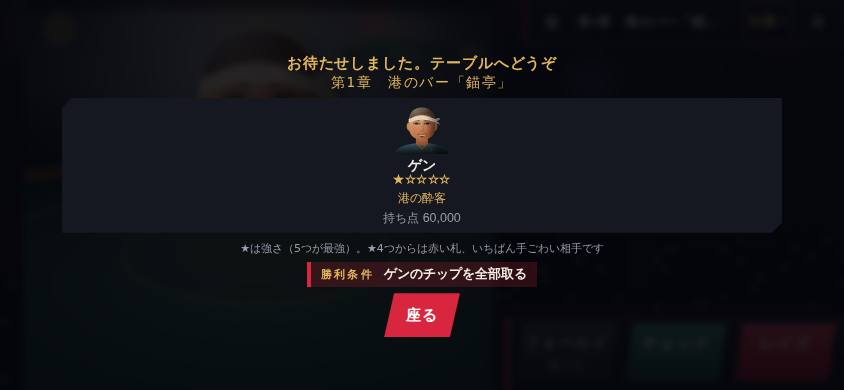 お待たせしました。テーブルへどうぞ
第1章　港のバー「錨亭」
ゲン
★☆☆☆☆
港の酔客
持ち点 60,000
★は強さ（5つが最強）。★4つからは赤い札、いちばん手ごわい相手です
勝利条件　ゲンのチップを全部取る
座る